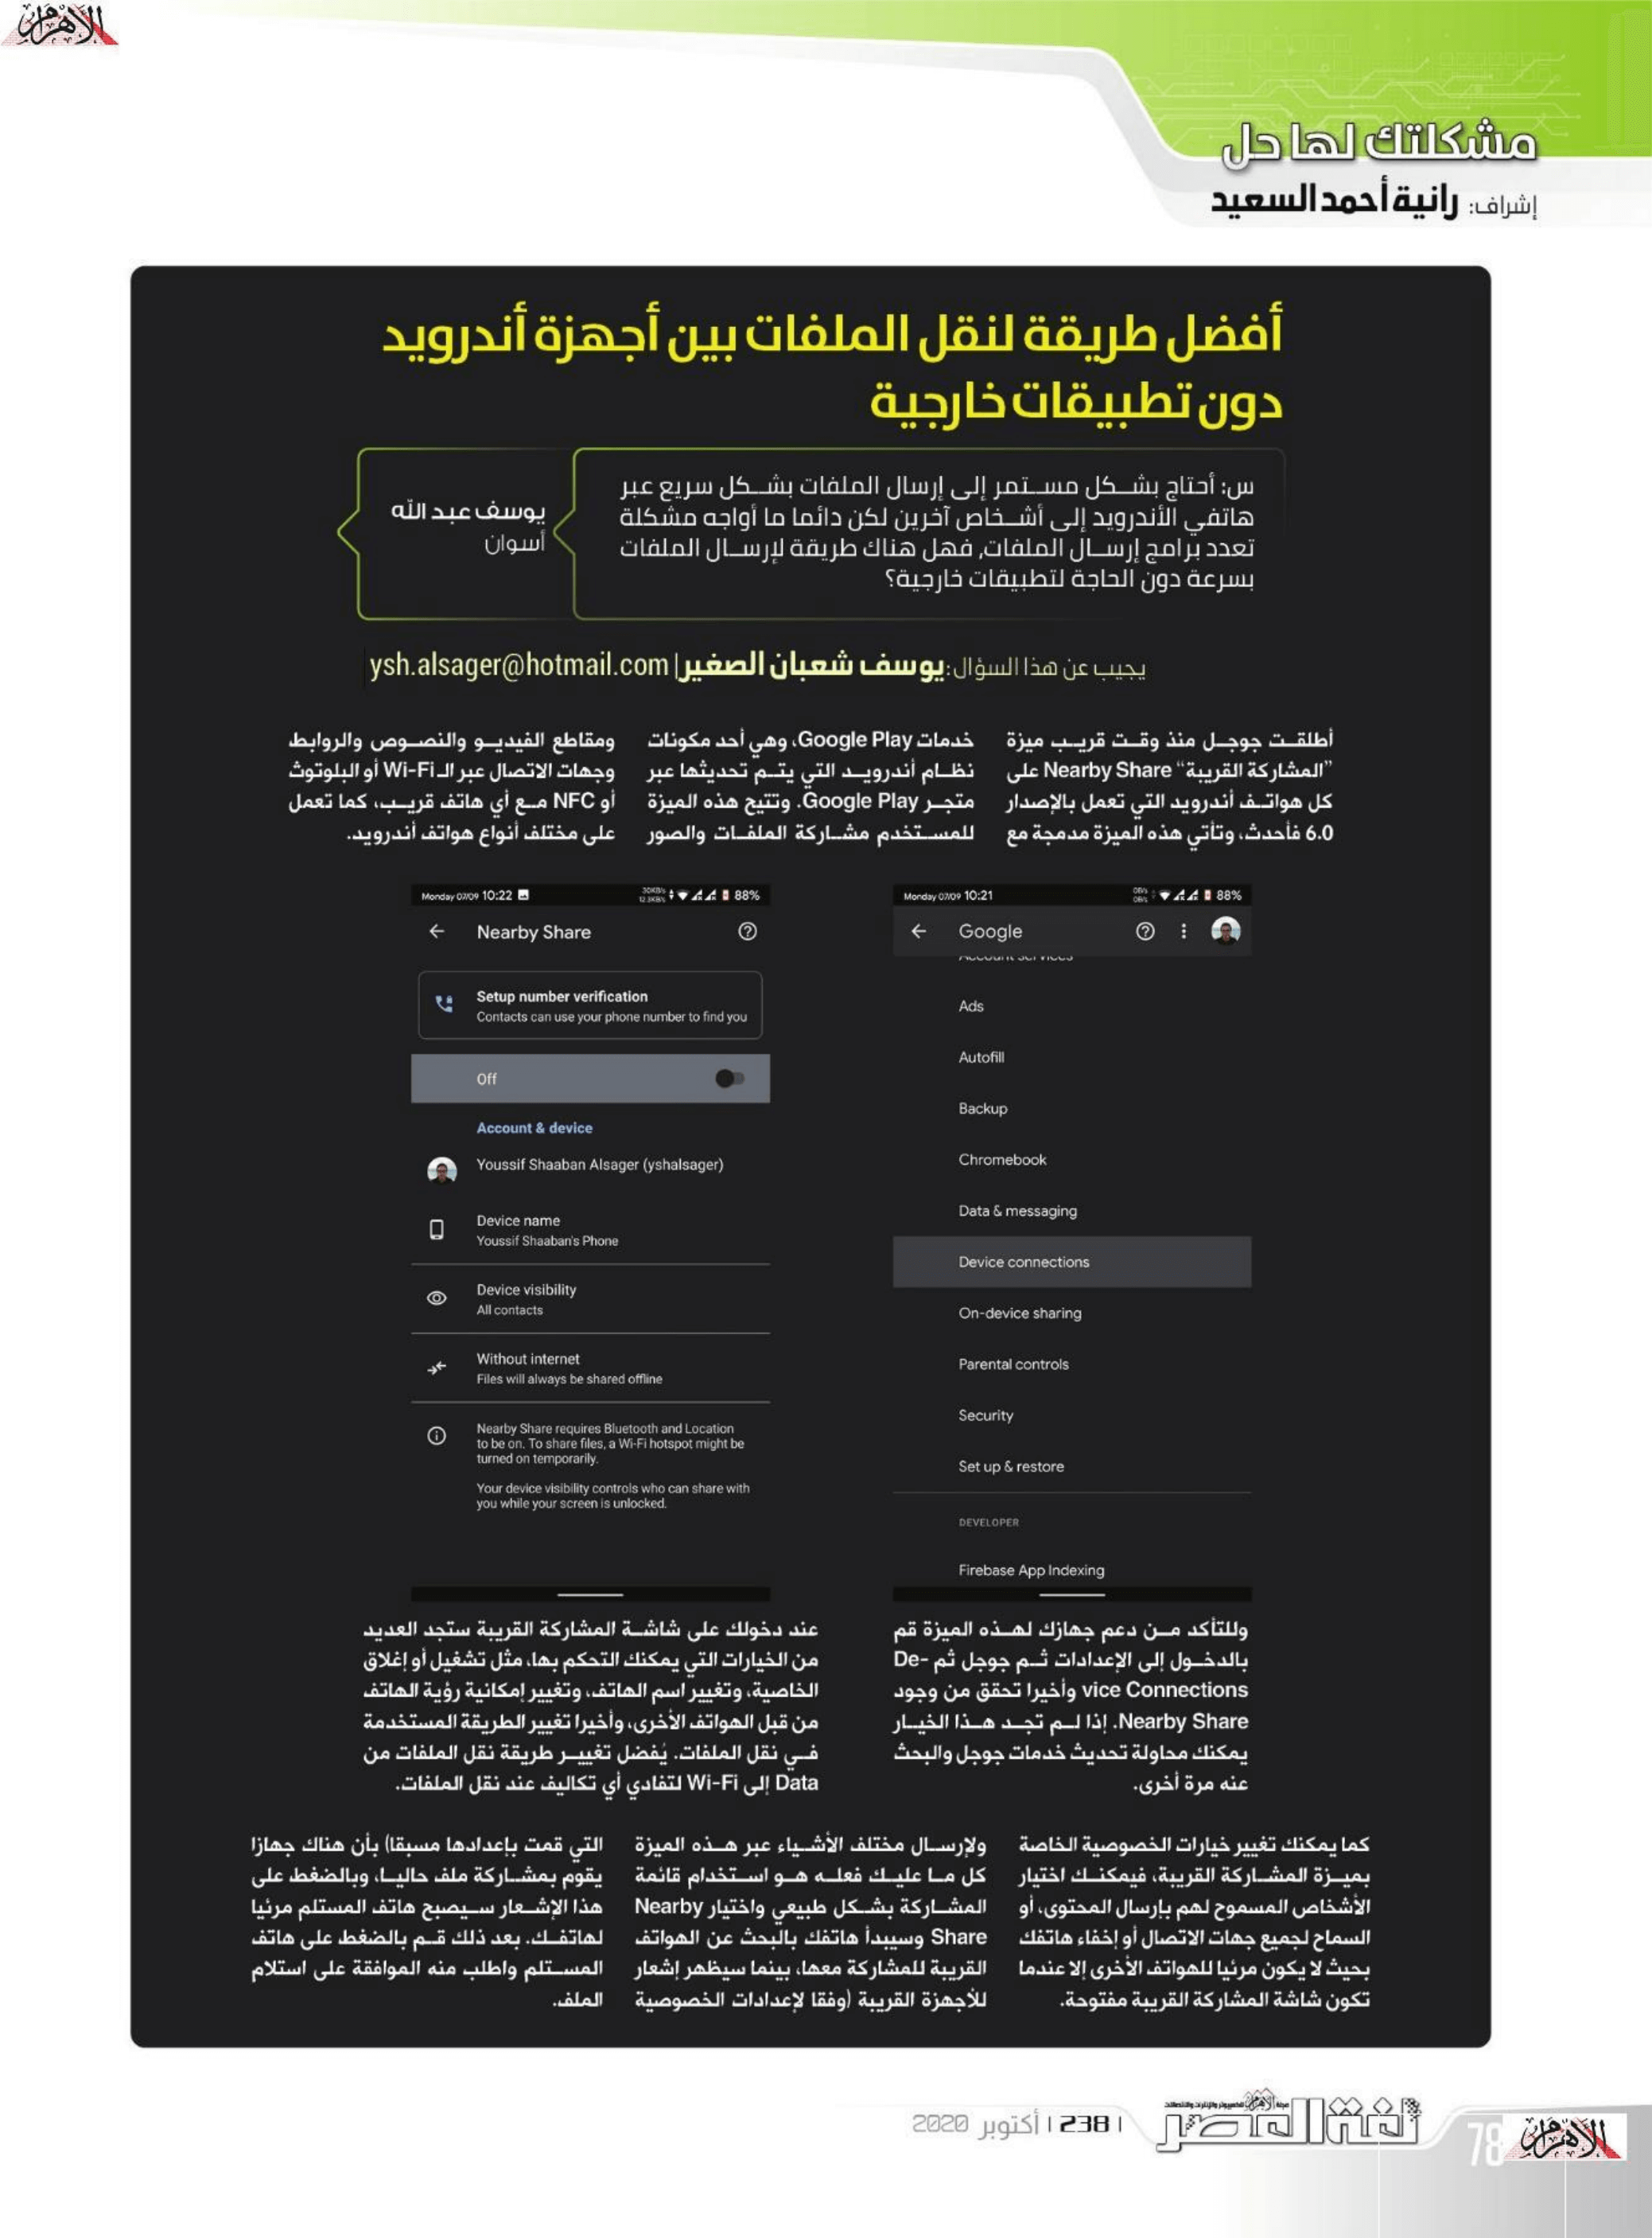 الأهرام
مشكلتك لها حل
إشراف: رانية أحمد السعيد
أفضل طريقة لنقل الملفات بين أجهزة أندرويد
دون تطبيقات خارجية
س: أحتاج بشكل مستمر إلى إرسال الملفات بشكل سريع عبر
هاتفي الأندرويد إلى أشخاص آخرين لكن دائما ما أواجه مشكلة
تعدد برامج إرسال الملفات, فهل هناك طريقة لإرسال الملفات
بسرعة دون الحاجة لتطبيقات خارجية؟
يوسف عبد الله
أسوان
يجيب عن هذا السؤال: يوسف شعبان الصغير| ysh.alsager@hotmail.com
أطلقت جوجل منذ وقت قريب ميزة
"المشاركة القريبة" Nearby Share على
كل هواتف أندرويد التي تعمل بالإصدار
6.0 فأحدث، وتأتي هذه الميزة مدمجة مع
خدمات Google Play، وهي أحد مكونات
نظام أندرويد التي يتم تحديثها عبر
متجر Google Play. وتتيح هذه الميزة
للمستخدم مشاركة الملفات والصور
ومقاطع الفيديو والنصوص والروابط
وجهات الاتصال عبر الـ Wi-Fi أو البلوتوث
أو NFC مع أي هاتف قريب، كما تعمل
على مختلف أنواع هواتف أندرويد.
Monday 07/09 10:21
0B/s
0B/s
88%
Google
Account services
Ads
Autofill
Backup
Chromebook
Data & messaging
Device connections
On-device sharing
Parental controls
Security
Set up & restore
DEVELOPER
Firebase App Indexing
Monday 07/09 10:22
30KB/s
12.3KB/s
88%
Nearby Share
Setup number verification
Contacts can use your phone number to find you
Off
Account & device
Youssif Shaaban Alsager (yshalsager)
Device name
Youssif Shaaban's Phone
Device visibility
All contacts
Without internet
Files will always be shared offline
Nearby Share requires Bluetooth and Location
to be on. To share files, a Wi-Fi hotspot might be
turned on temporarily.
Your device visibility controls who can share with
you while your screen is unlocked.
وللتأكد من دعم جهازك لهذه الميزة قم
بالدخول إلى الإعدادات ثم جوجل ثم De-
vice Connections وأخيرا تحقق من وجود
Nearby Share. إذا لم تجد هذا الخيار
يمكنك محاولة تحديث خدمات جوجل والبحث
عنه مرة أخرى.
عند دخولك على شاشة المشاركة القريبة ستجد العديد
من الخيارات التي يمكنك التحكم بها، مثل تشغيل أو إغلاق
الخاصية، وتغيير اسم الهاتف، وتغيير إمكانية رؤية الهاتف
من قبل الهواتف الأخرى، وأخيرا تغيير الطريقة المستخدمة
في نقل الملفات. يُفضل تغيير طريقة نقل الملفات من
Data إلى Wi-Fi لتفادي أي تكاليف عند نقل الملفات.
كما يمكنك تغيير خيارات الخصوصية الخاصة
بميزة المشاركة القريبة، فيمكنك اختيار
الأشخاص المسموح لهم بإرسال المحتوى، أو
السماح لجميع جهات الاتصال أو إخفاء هاتفك
بحيث لا يكون مرئيا للهواتف الأخرى إلا عندما
تكون شاشة المشاركة القريبة مفتوحة.
ولإرسال مختلف الأشياء عبر هذه الميزة
كل ما عليك فعله هو استخدام قائمة
المشاركة بشكل طبيعي واختيار Nearby
Share وسيبدأ هاتفك بالبحث عن الهواتف
القريبة للمشاركة معها، بينما سيظهر إشعار
للأجهزة القريبة (وفقا لإعدادات الخصوصية
التي قمت بإعدادها مسبقا) بأن هناك جهازا
يقوم بمشاركة ملف حاليا، وبالضغط على
هذا الإشعار سيصبح هاتف المستلم مرئيا
لهاتفك. بعد ذلك قم بالضغط على هاتف
المستلم واطلب منه الموافقة على استلام
الملف.
لغة العصر
| 238 | أكتوبر 2020
78
الأهرام